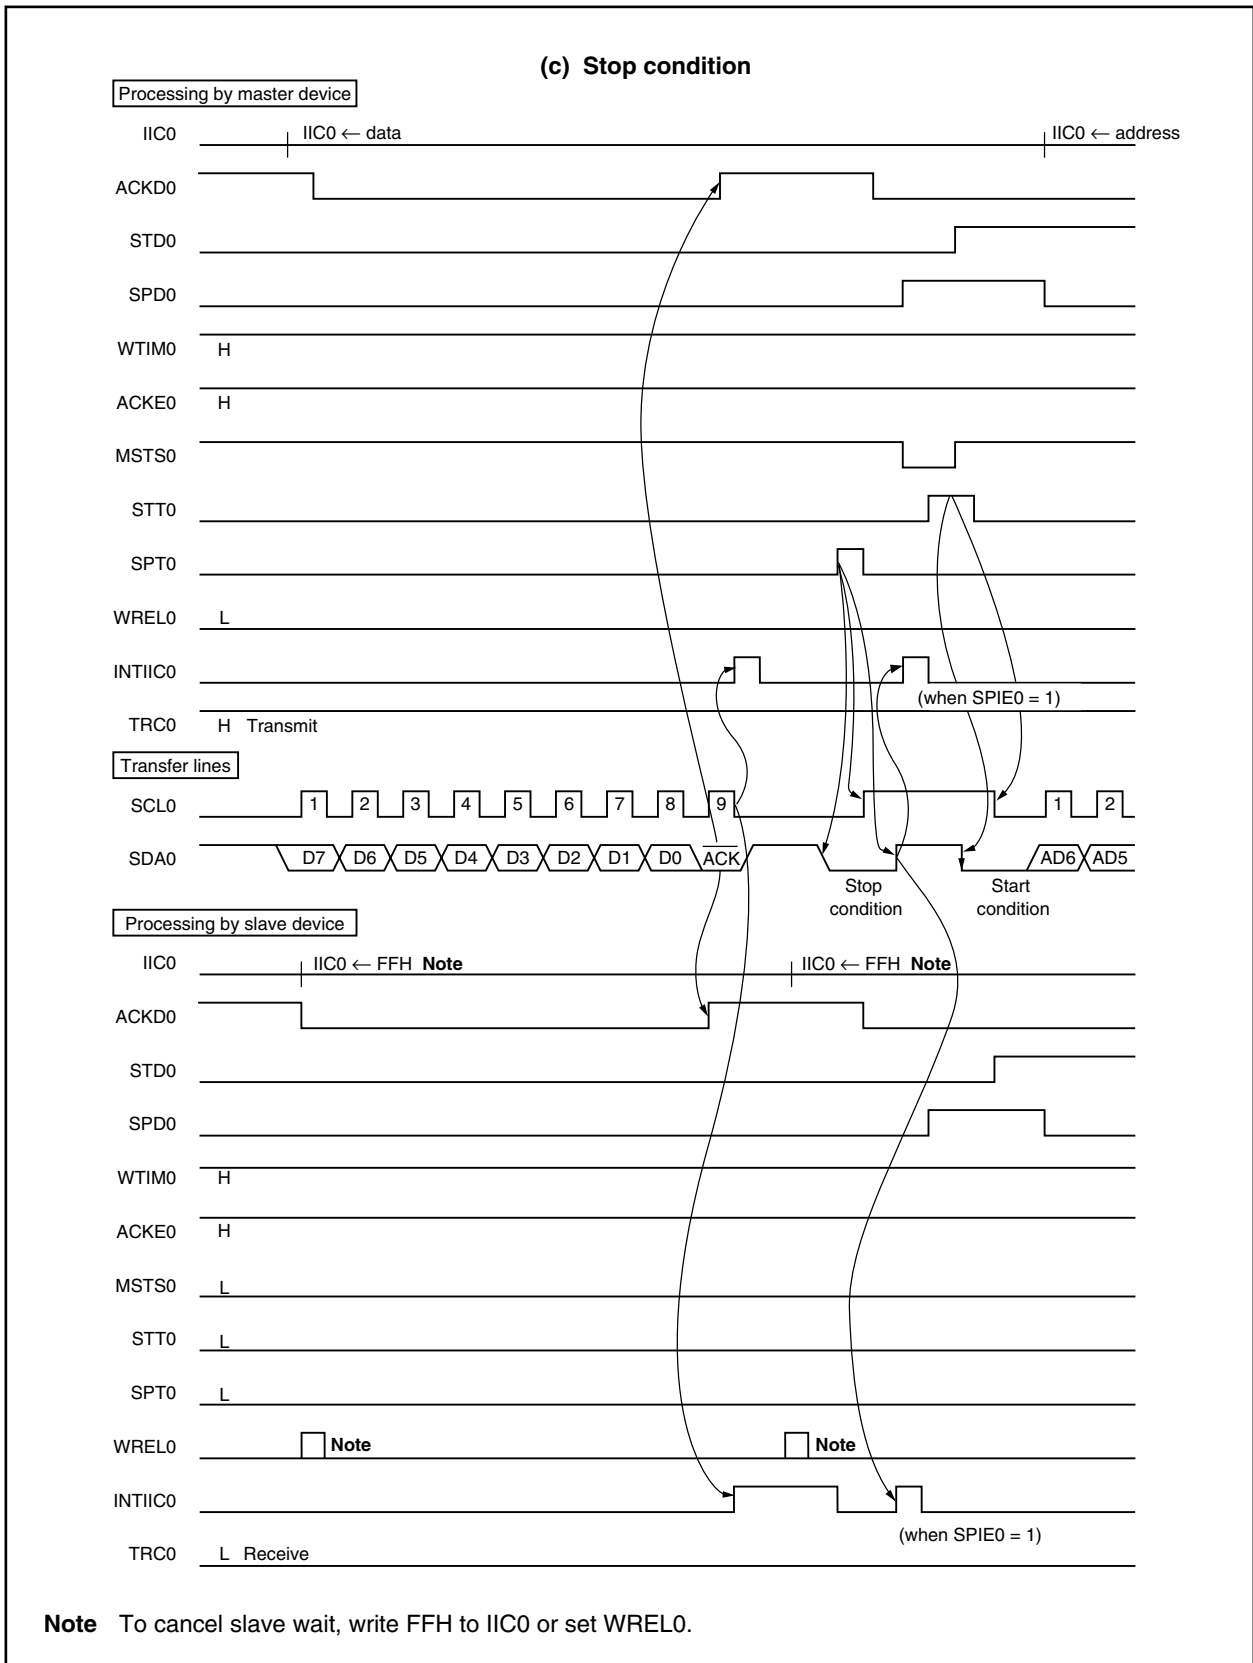 (c) Stop condition
Processing by master device
IIC0 IIC0 ← data IIC0 ← address
ACKD0
STD0
SPD0
WTIM0 H
ACKE0 H
MSTS0
STT0
SPT0
WREL0 L
INTIIC0
(when SPIE0 = 1)
TRC0 H Transmit
Transfer lines
SCL0 1 2 3 4 5 6 7 8 9 1 2
SDA0 D7 D6 D5 D4 D3 D2 D1 D0 A̅C̅K̅ AD6 AD5
Stop condition
Start condition
Processing by slave device
IIC0 IIC0 ← FFH Note IIC0 ← FFH Note
ACKD0
STD0
SPD0
WTIM0 H
ACKE0 H
MSTS0 L
STT0 L
SPT0 L
WREL0 Note Note
INTIIC0
(when SPIE0 = 1)
TRC0 L Receive
Note To cancel slave wait, write FFH to IIC0 or set WREL0.